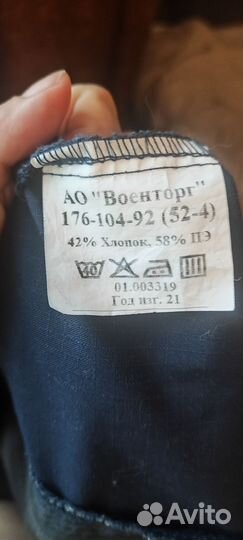 АО "Военторг"
176-104-92 (52-4)
42% Хлопок, 58% ПЭ
01.003319
Год изг. 21
Avito